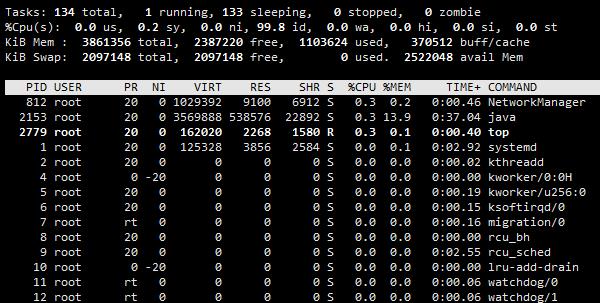 Tasks: 134 total,   1 running, 133 sleeping,   0 stopped,   0 zombie
%Cpu(s):  0.0 us,  0.2 sy,  0.0 ni, 99.8 id,  0.0 wa,  0.0 hi,  0.0 si,  0.0 st
KiB Mem :  3861356 total,  2387220 free,  1103624 used,   370512 buff/cache
KiB Swap:  2097148 total,  2097148 free,        0 used.  2522048 avail Mem
PID USER      PR  NI    VIRT    RES    SHR S  %CPU %MEM     TIME+ COMMAND
812 root      20   0 1029392   9100   6912 S   0.3  0.2   0:00.46 NetworkManager
2153 root      20   0 3569888 538576  22892 S   0.3 13.9   0:37.04 java
2779 root      20   0  162020   2268   1580 R   0.3  0.1   0:00.40 top
1 root      20   0  125328   3856   2584 S   0.0  0.1   0:02.92 systemd
2 root      20   0       0      0      0 S   0.0  0.0   0:00.02 kthreadd
4 root       0 -20       0      0      0 S   0.0  0.0   0:00.00 kworker/0:0H
5 root      20   0       0      0      0 S   0.0  0.0   0:00.19 kworker/u256:0
6 root      20   0       0      0      0 S   0.0  0.0   0:00.15 ksoftirqd/0
7 root      rt   0       0      0      0 S   0.0  0.0   0:00.16 migration/0
8 root      20   0       0      0      0 S   0.0  0.0   0:00.00 rcu_bh
9 root      20   0       0      0      0 S   0.0  0.0   0:02.55 rcu_sched
10 root       0 -20       0      0      0 S   0.0  0.0   0:00.00 lru-add-drain
11 root      rt   0       0      0      0 S   0.0  0.0   0:00.06 watchdog/0
12 root      rt   0       0      0      0 S   0.0  0.0   0:00.06 watchdog/1